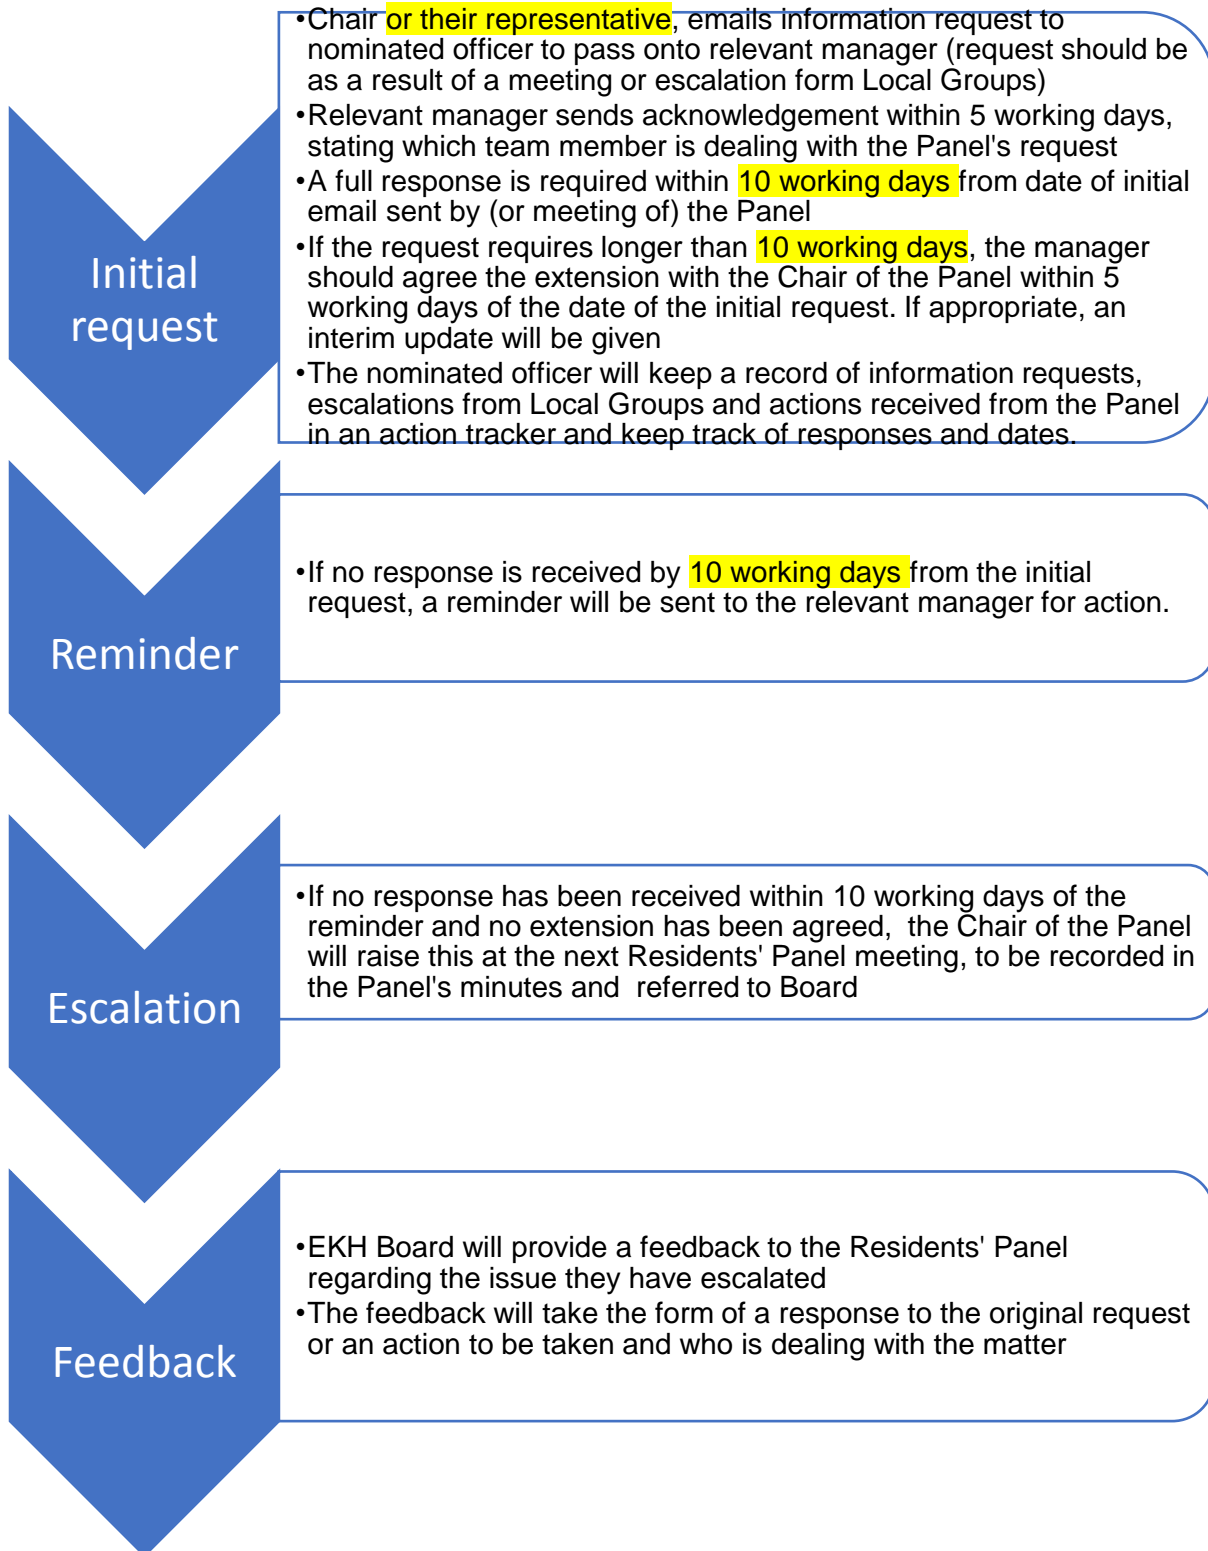 Initial
request
•Chair or their representative, emails information request to
nominated officer to pass onto relevant manager (request should be
as a result of a meeting or escalation form Local Groups)
•Relevant manager sends acknowledgement within 5 working days,
stating which team member is dealing with the Panel's request
•A full response is required within 10 working days from date of initial
email sent by (or meeting of) the Panel
•If the request requires longer than 10 working days, the manager
should agree the extension with the Chair of the Panel within 5
working days of the date of the initial request. If appropriate, an
interim update will be given
•The nominated officer will keep a record of information requests,
escalations from Local Groups and actions received from the Panel
in an action tracker and keep track of responses and dates.
Reminder
•If no response is received by 10 working days from the initial
request, a reminder will be sent to the relevant manager for action.
Escalation
•If no response has been received within 10 working days of the
reminder and no extension has been agreed,  the Chair of the Panel
will raise this at the next Residents' Panel meeting, to be recorded in
the Panel's minutes and  referred to Board
Feedback
•EKH Board will provide a feedback to the Residents' Panel
regarding the issue they have escalated
•The feedback will take the form of a response to the original request
or an action to be taken and who is dealing with the matter